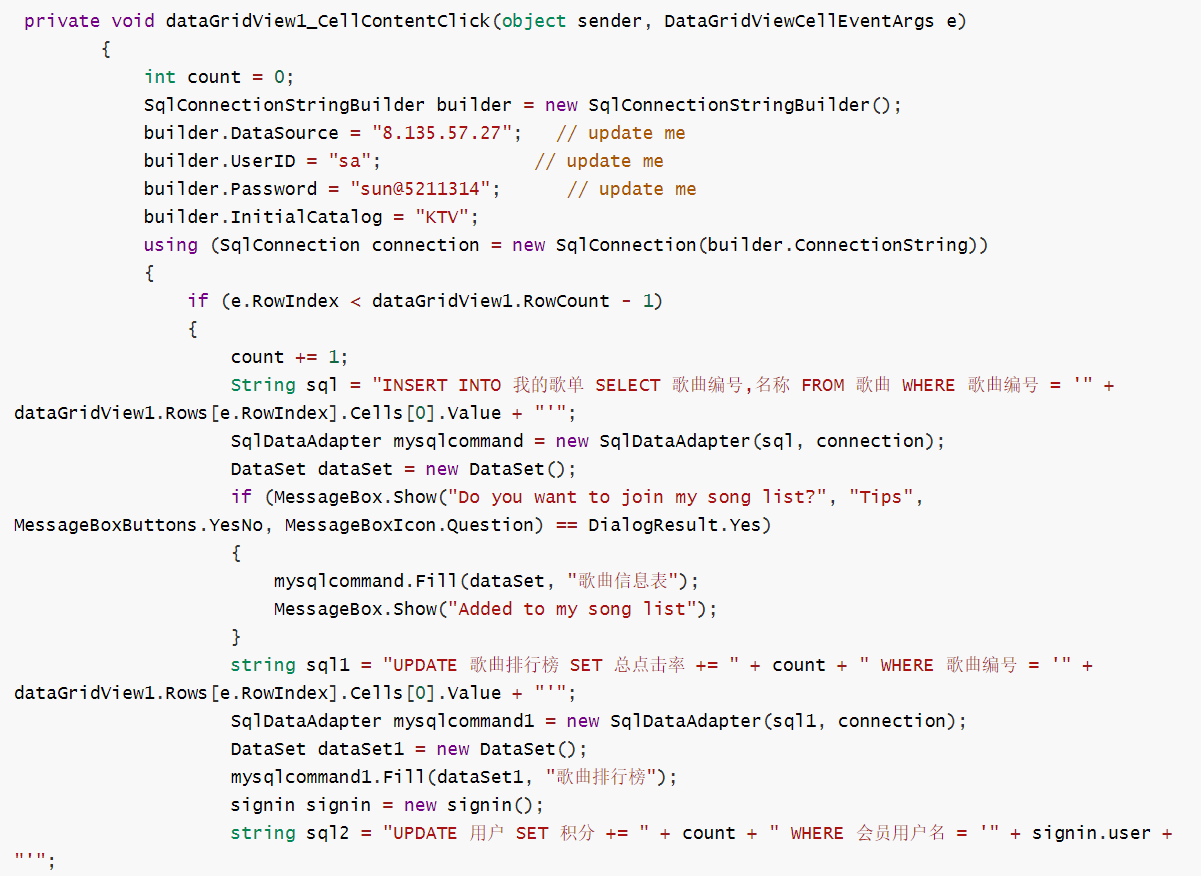 private void dataGridView1_CellContentClick(object sender, DataGridViewCellEventArgs e)
{
int count = 0;
SqlConnectionStringBuilder builder = new SqlConnectionStringBuilder();
builder.DataSource = "8.135.57.27";   // update me
builder.UserID = "sa";              // update me
builder.Password = "sun@5211314";      // update me
builder.InitialCatalog = "KTV";
using (SqlConnection connection = new SqlConnection(builder.ConnectionString))
{
if (e.RowIndex < dataGridView1.RowCount - 1)
{
count += 1;
String sql = "INSERT INTO 我的歌单 SELECT 歌曲编号,名称 FROM 歌曲 WHERE 歌曲编号 = '" +
dataGridView1.Rows[e.RowIndex].Cells[0].Value + "'";
SqlDataAdapter mysqlcommand = new SqlDataAdapter(sql, connection);
DataSet dataSet = new DataSet();
if (MessageBox.Show("Do you want to join my song list?", "Tips",
MessageBoxButtons.YesNo, MessageBoxIcon.Question) == DialogResult.Yes)
{
mysqlcommand.Fill(dataSet, "歌曲信息表");
MessageBox.Show("Added to my song list");
}
string sql1 = "UPDATE 歌曲排行榜 SET 总点击率 += " + count + " WHERE 歌曲编号 = '" +
dataGridView1.Rows[e.RowIndex].Cells[0].Value + "'";
SqlDataAdapter mysqlcommand1 = new SqlDataAdapter(sql1, connection);
DataSet dataSet1 = new DataSet();
mysqlcommand1.Fill(dataSet1, "歌曲排行榜");
signin signin = new signin();
string sql2 = "UPDATE 用户 SET 积分 += " + count + " WHERE 会员用户名 = '" + signin.user +
"'";